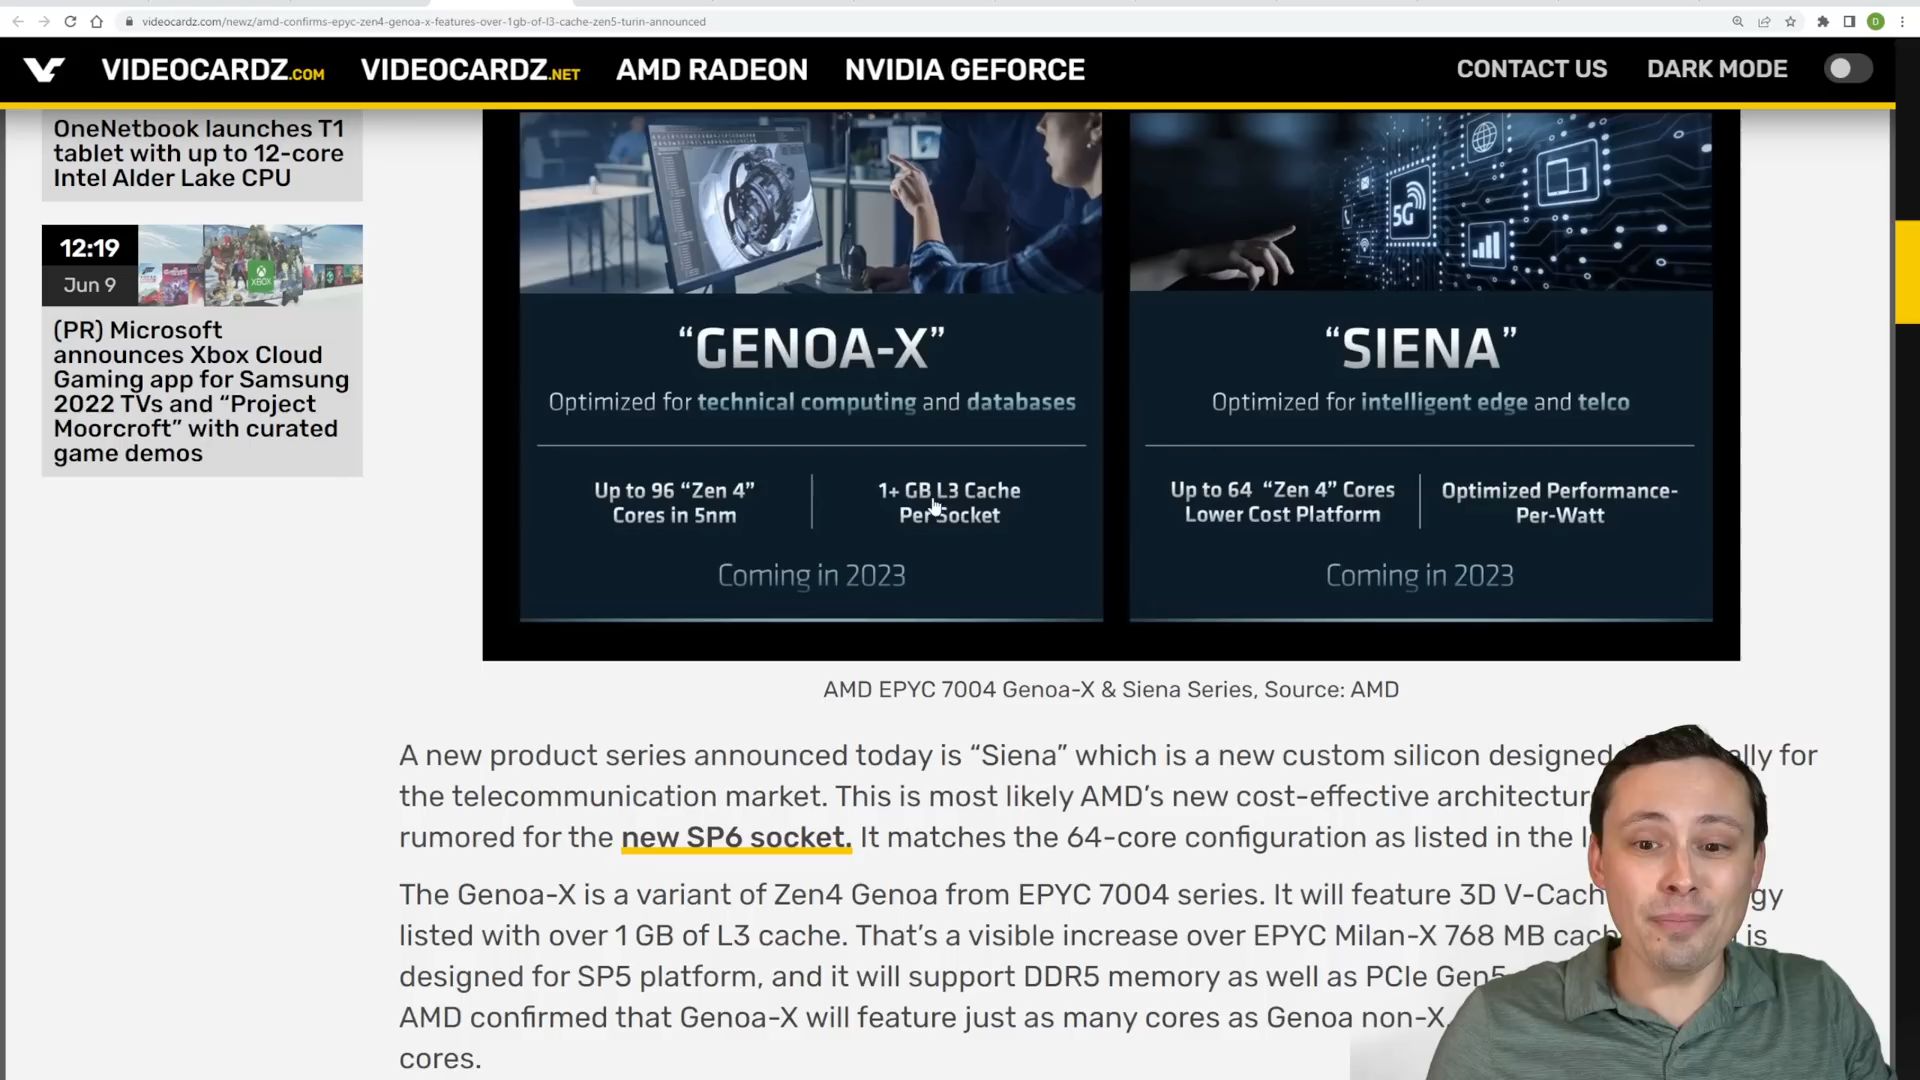 videocardz.com/newz/amd-confirms-epyc-zen4-genoa-x-features-over-1gb-of-l3-cache-zen5-turin-announced
D
VIDEOCARDZ.COM VIDEOCARDZ.NET AMD RADEON NVIDIA GEFORCE CONTACT US DARK MODE
OneNetbook launches T1
tablet with up to 12-core
Intel Alder Lake CPU
12:19
Jun 9
XBOX
(PR) Microsoft
announces Xbox Cloud
Gaming app for Samsung
2022 TVs and “Project
Moorcroft” with curated
game demos
5G
“GENOA-X”
Optimized for technical computing and databases
Up to 96 “Zen 4”
Cores in 5nm
1+ GB L3 Cache
Per Socket
Coming in 2023
“SIENA”
Optimized for intelligent edge and telco
Up to 64 “Zen 4” Cores
Lower Cost Platform
Optimized Performance-
Per-Watt
Coming in 2023
AMD EPYC 7004 Genoa-X & Siena Series, Source: AMD
A new product series announced today is “Siena” which is a new custom silicon designed for
the telecommunication market. This is most likely AMD’s new cost-effective
rumored for the new SP6 socket. It matches the 64-core configuration as listed in the
The Genoa-X is a variant of Zen4 Genoa from EPYC 7004 series. It will feature 3D
listed with over 1 GB of L3 cache. That’s a visible increase over EPYC Milan-X 768 MB is
designed for SP5 platform, and it will support DDR5 memory as well as PCIe Gen5
AMD confirmed that Genoa-X will feature just as many cores as Genoa non-X,
cores.